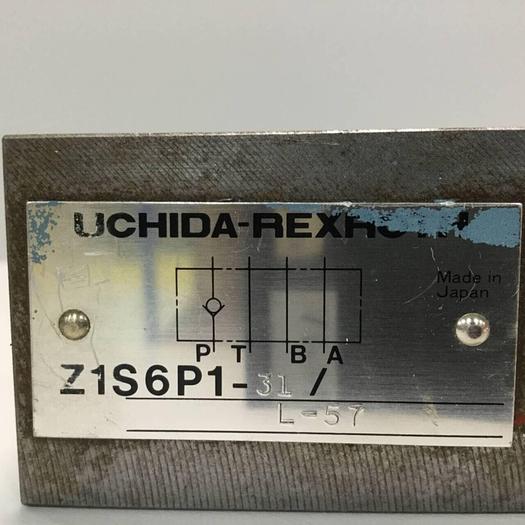 UCHIDA-REXROTH
Made in
Japan
P T B A
Z1S6P1-31/
L-57